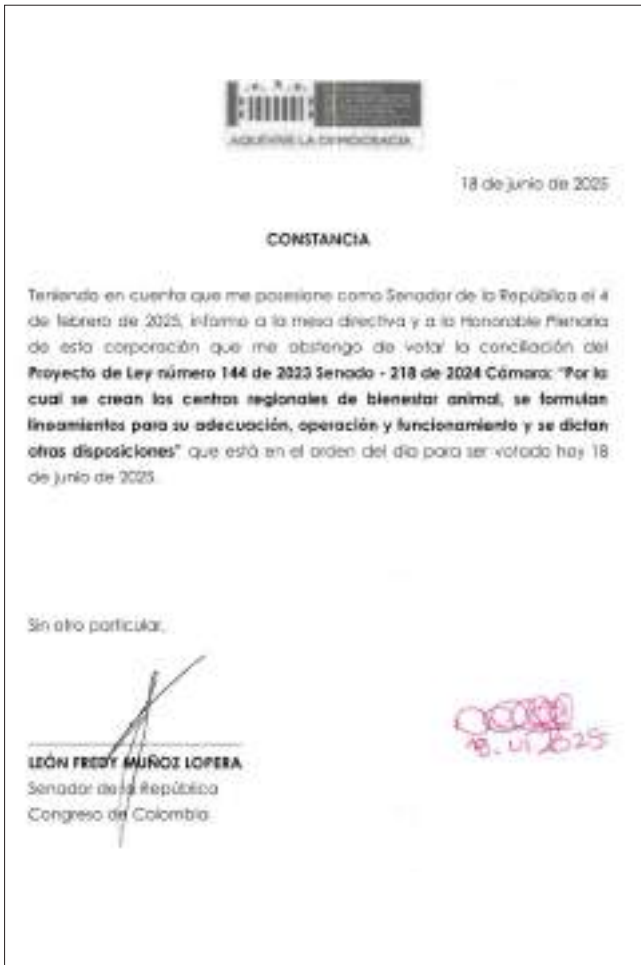 AQUÍ VIVE LA DEMOCRACIA
18 de junio de 2025
CONSTANCIA
Teniendo en cuenta que me posesione como Senador de la República el 4
de febrero de 2025, informo a la mesa directiva y a la Honorable Plenaria
de esta corporación que me abstengo de votar la conciliación del
Proyecto de Ley número 144 de 2023 Senado - 218 de 2024 Cámara: "Por la
cual se crean los centros regionales de bienestar animal, se formulan
lineamientos para su adecuación, operación y funcionamiento y se dictan
otras disposiciones" que está en el orden del día para ser votado hoy 18
de junio de 2025.
Sin otro particular,
LEÓN FREDY MUÑOZ LOPERA
Senador de la República
Congreso de Colombia
18. VI 2025